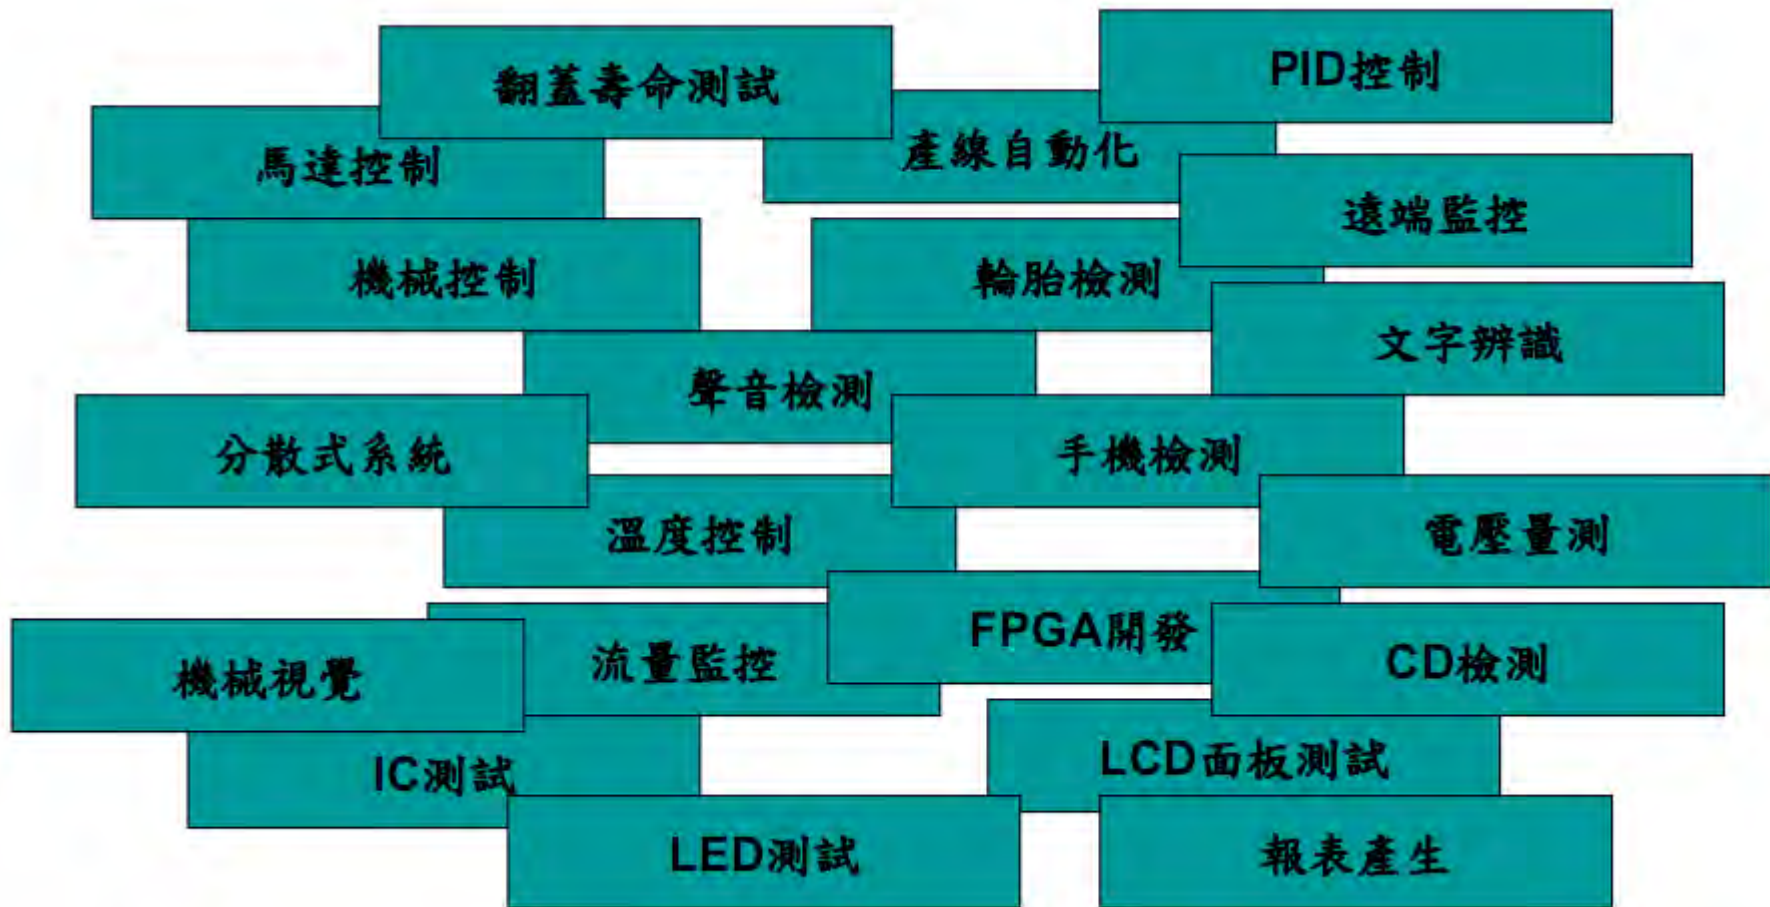 翻蓋壽命測試
PID控制
馬達控制
產線自動化
遠端監控
機械控制
輪胎檢測
文字辨識
聲音檢測
分散式系統
手機檢測
溫度控制
電壓量測
FPGA開發
機械視覺
流量監控
CD檢測
IC測試
LCD面板測試
LED測試
報表產生